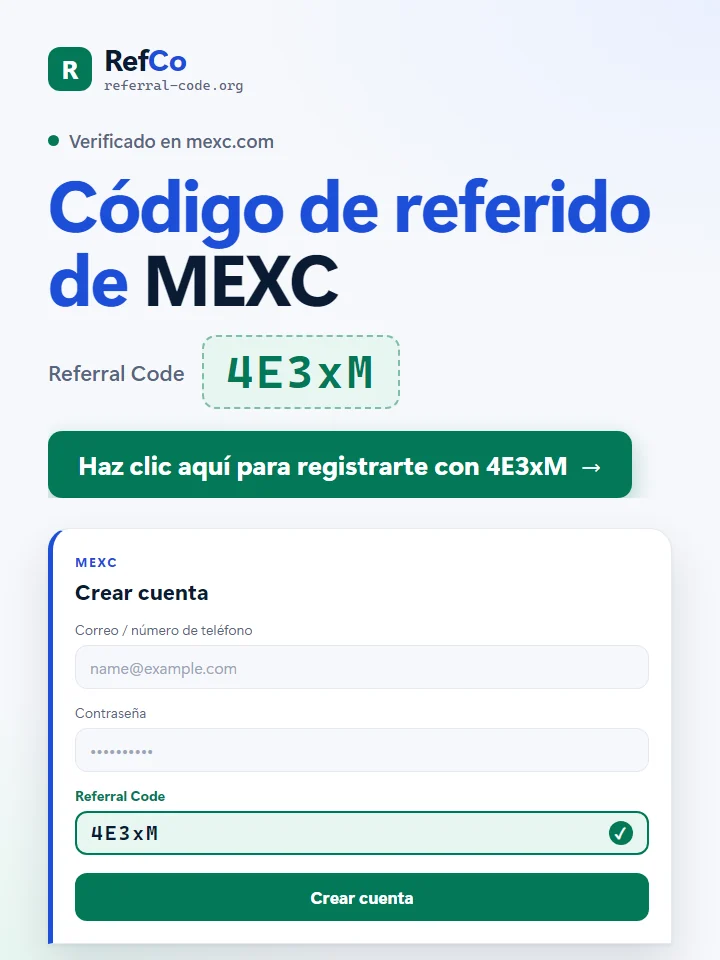 R
RefCo
referral-code.org
Verificado en mexc.com
Código de referido
de MEXC
Referral Code
4E3xM
Haz clic aquí para registrarte con 4E3xM →
MEXC
Crear cuenta
Correo / número de teléfono
name@example.com
Contraseña
••••••••••
Referral Code
4E3xM
Crear cuenta